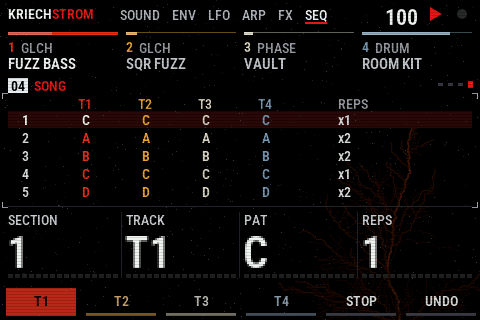 KRIECHSTROM SOUND ENV LFO ARP FX SEQ 100
1 GLCH 2 GLCH 3 PHASE 4 DRUM
FUZZ BASS SQR FUZZ VAULT ROOM KIT
04 SONG
T1 T2 T3 T4 REPS
1 C C C C x1
2 A A A A x2
3 B B B B x2
4 C C C C x1
5 D D D D x2
SECTION TRACK PAT REPS
1 T1 C 1
T1 T2 T3 T4 STOP UNDO